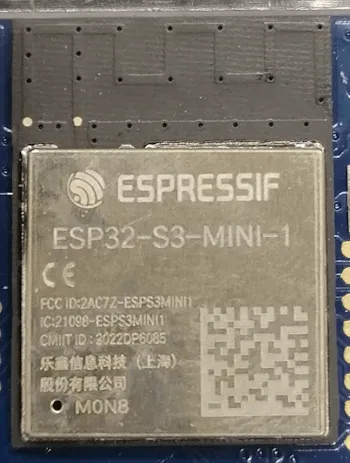 ESPRESSIF
ESP32-S3-MINI-1
CE
FCC ID:2AC7Z-ESPS3MINI1
IC:21098-ESPS3MINI1
CMIIT ID:2022DP6085
乐鑫信息科技（上海）
股份有限公司
M0N8